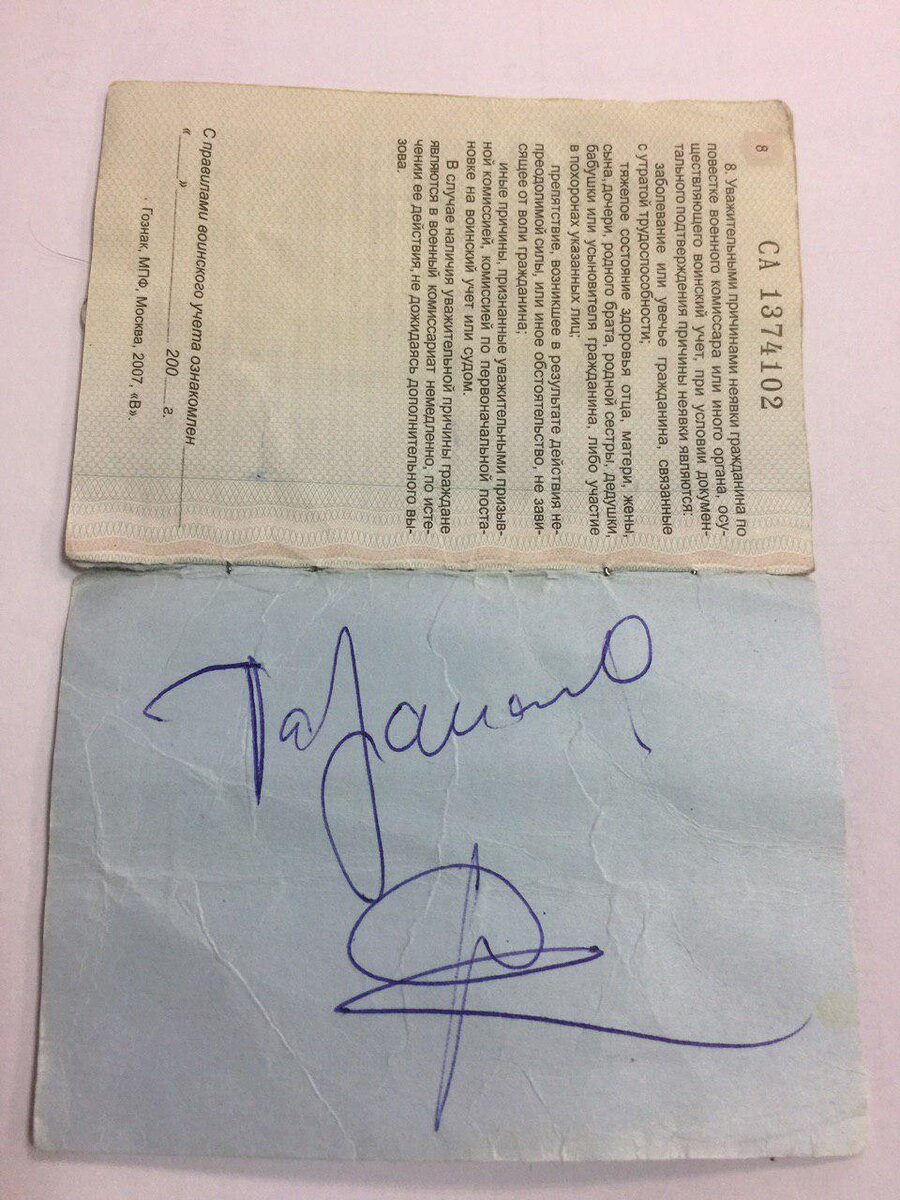 8
СА 1374102
8. Уважительными причинами неявки гражданина по
повестке военного комиссара или иного органа, осу-
ществляющего воинский учет, при условии докумен-
тального подтверждения причины неявки являются:
заболевание или увечье гражданина, связанные
с утратой трудоспособности;
тяжелое состояние здоровья отца, матери, жены,
сына, дочери, родного брата, родной сестры, дедушки,
бабушки или усыновителя гражданина, либо участие
в похоронах указанных лиц;
препятствие, возникшее в результате действия не-
преодолимой силы, или иное обстоятельство, не зави-
сящее от воли гражданина;
иные причины, признанные уважительными призыв-
ной комиссией, комиссией по первоначальной поста-
новке на воинский учет или судом.
В случае наличия уважительной причины граждане
являются в военный комиссариат немедленно, по исте-
чении ее действия, не дожидаясь дополнительного вы-
зова.
С правилами воинского учета ознакомлен
« » 200 г.
Гознак, МПФ, Москва, 2007, «В».